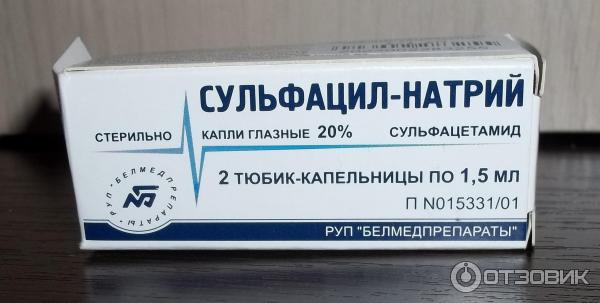 СУЛЬФАЦИЛ-НАТРИЙ
СТЕРИЛЬНО КАПЛИ ГЛАЗНЫЕ 20% СУЛЬФАЦЕТАМИД
2 ТЮБИК-КАПЕЛЬНИЦЫ ПО 1,5 мл
П N015331/01
РУП "БЕЛМЕДПРЕПАРАТЫ"
РУП БЕЛМЕДПРЕПАРАТЫ
ОТЗОВИК